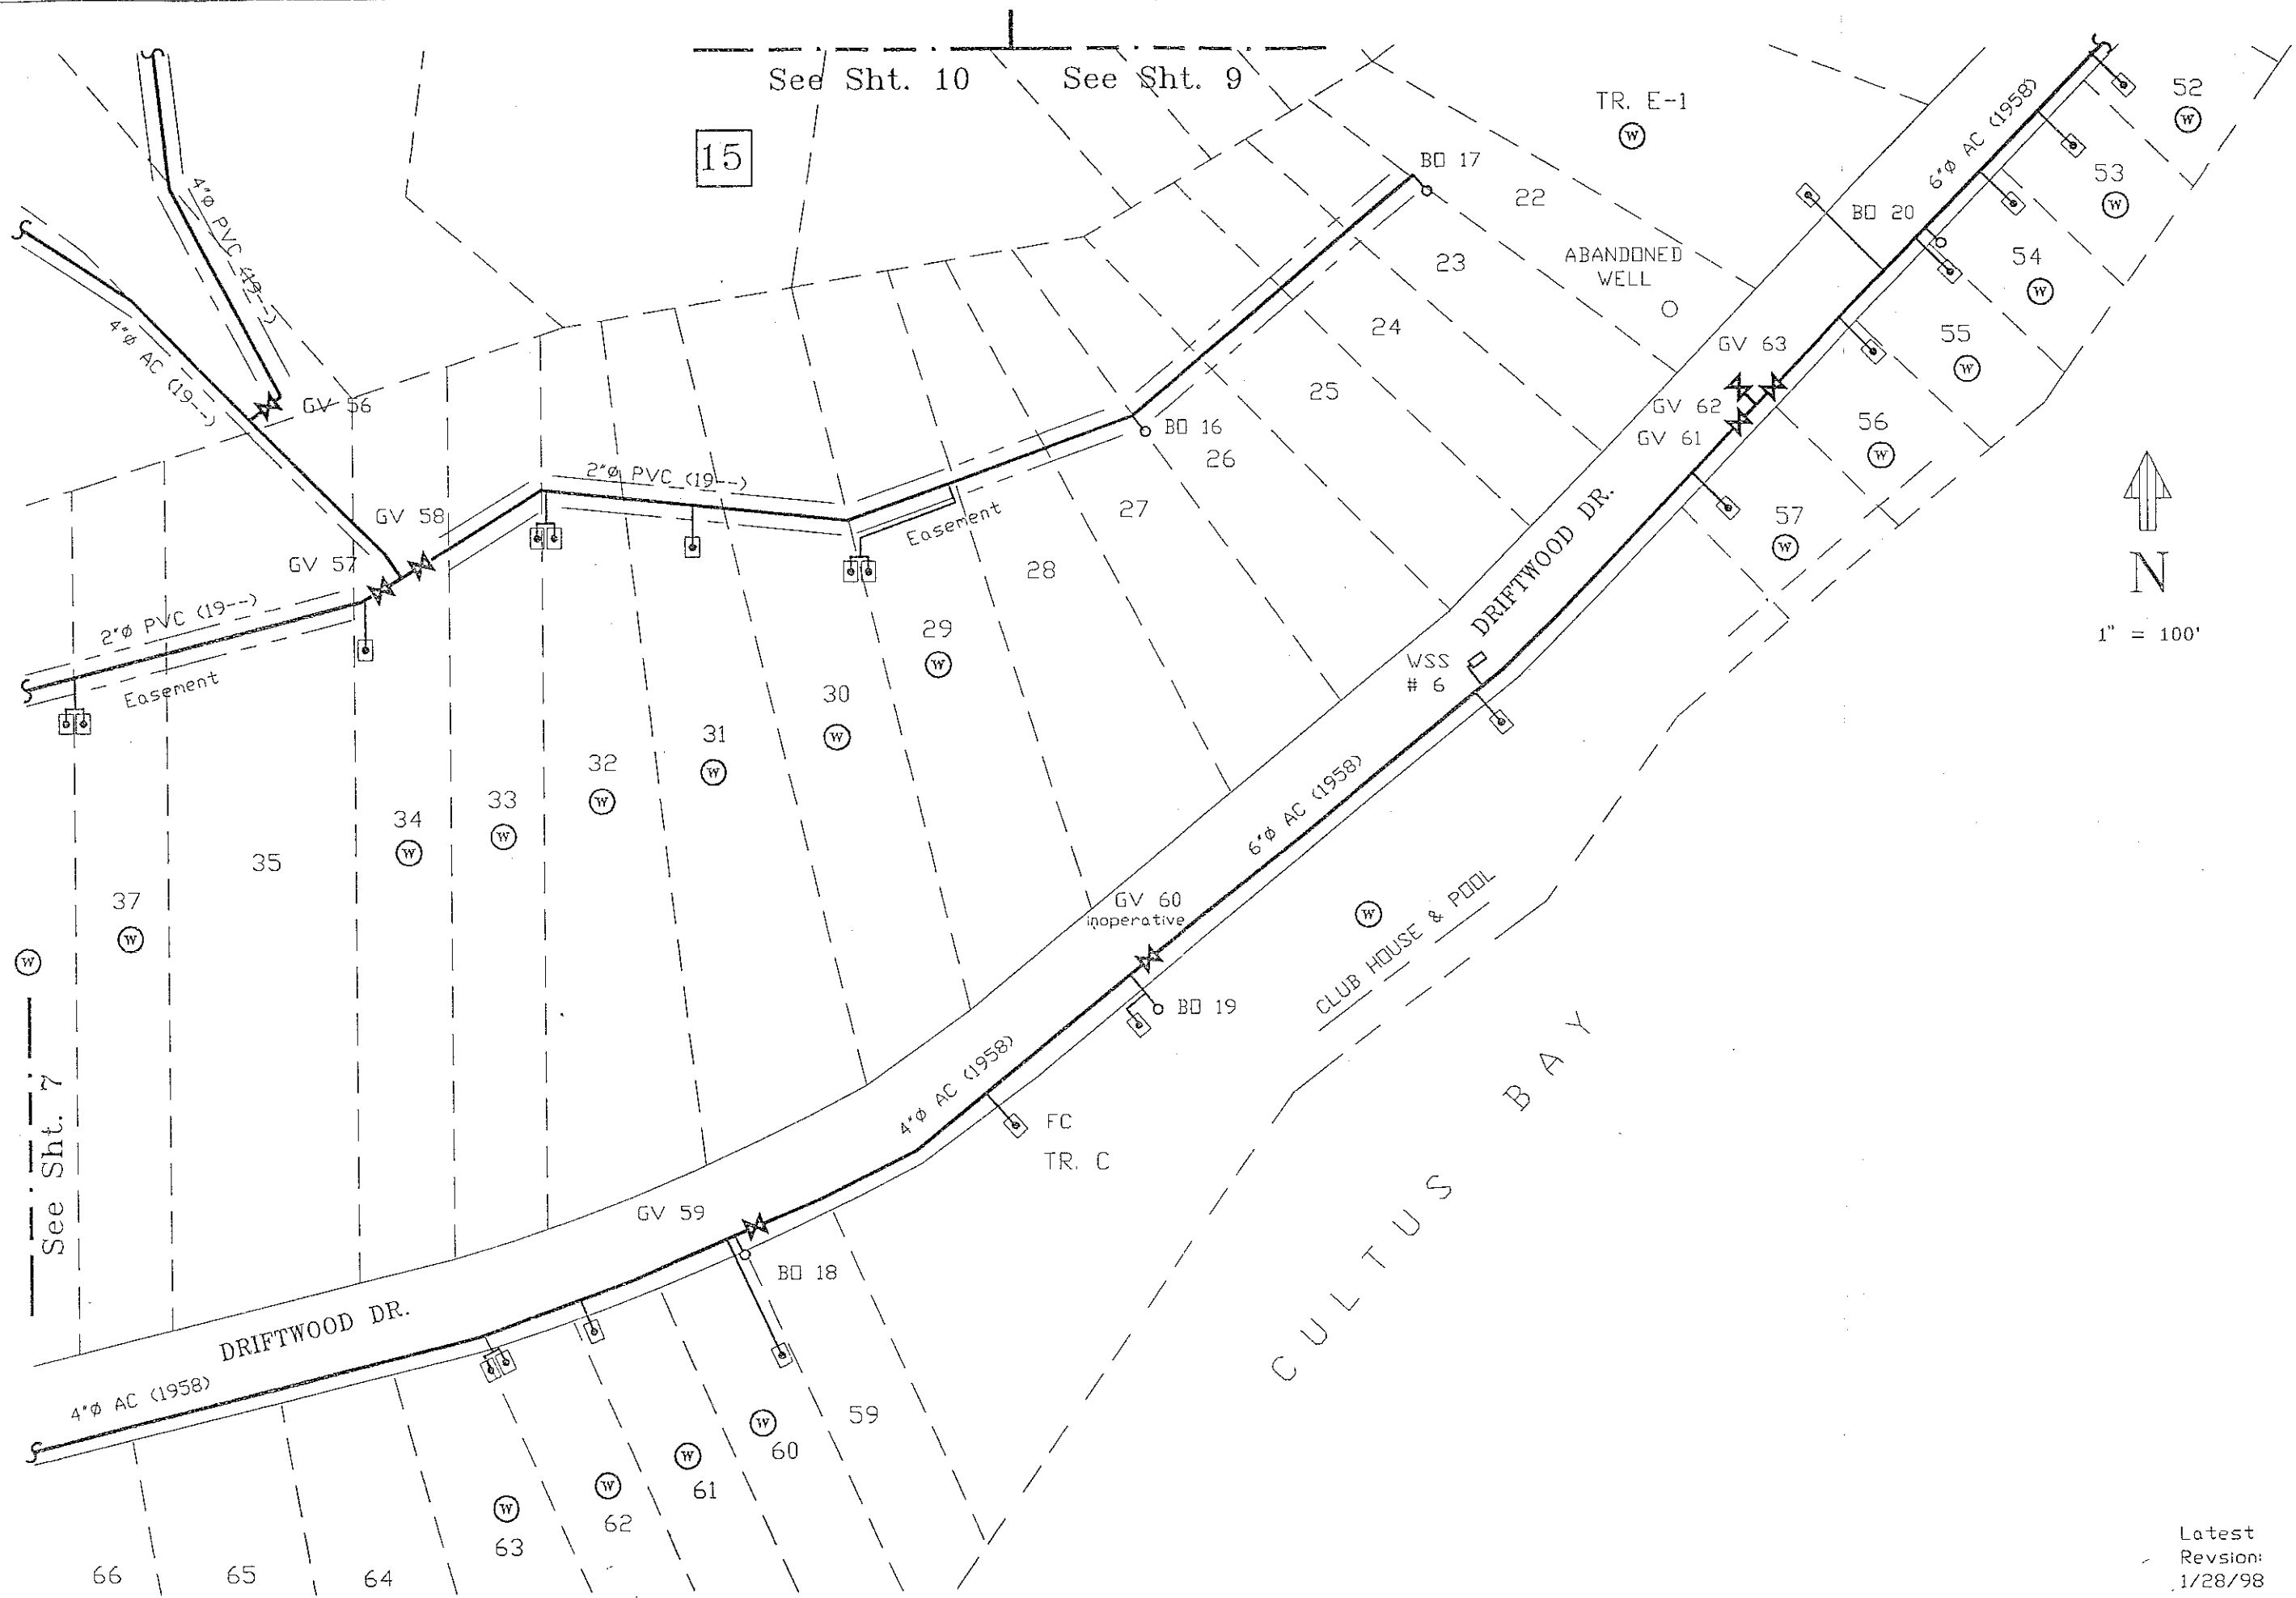 See Sht. 10
See Sht. 9
15
TR. E-1
W
52
W
53
W
54
W
55
W
56
W
57
W
6"ø AC (1958)
BO 17
BO 20
22
23
24
25
26
27
28
ABANDONED
WELL
GV 63
GV 62
GV 61
4"ø PVC (19--)
4"ø AC (19--)
GV 56
BO 16
2"ø PVC (19--)
Easement
GV 58
GV 57
2"ø PVC (19--)
Easement
DRIFTWOOD DR.
N
1" = 100'
WSS
# 6
29
W
30
W
31
W
32
W
33
W
34
W
35
37
W
W
See Sht. 7
6"ø AC (1958)
GV 60
inoperative
W
CLUB HOUSE & POOL
BO 19
4"ø AC (1958)
FC
TR. C
CULTUS BAY
GV 59
BO 18
DRIFTWOOD DR.
4"ø AC (1958)
59
W
60
W
61
W
62
W
63
64
65
66
Latest
Revsion:
1/28/98